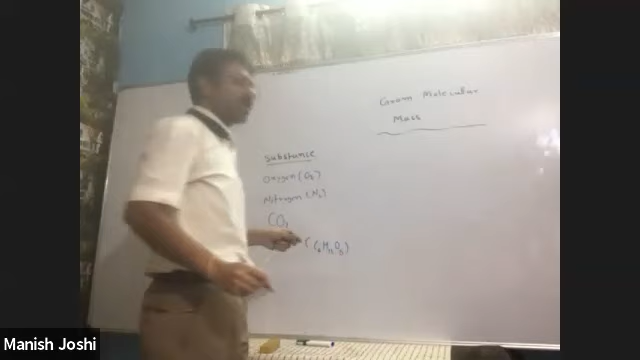 Gram Molecular
Mass
Substance
Oxygen (O₂)
Nitrogen (N₂)
CO₂
(C₆H₁₂O₆)
Manish Joshi